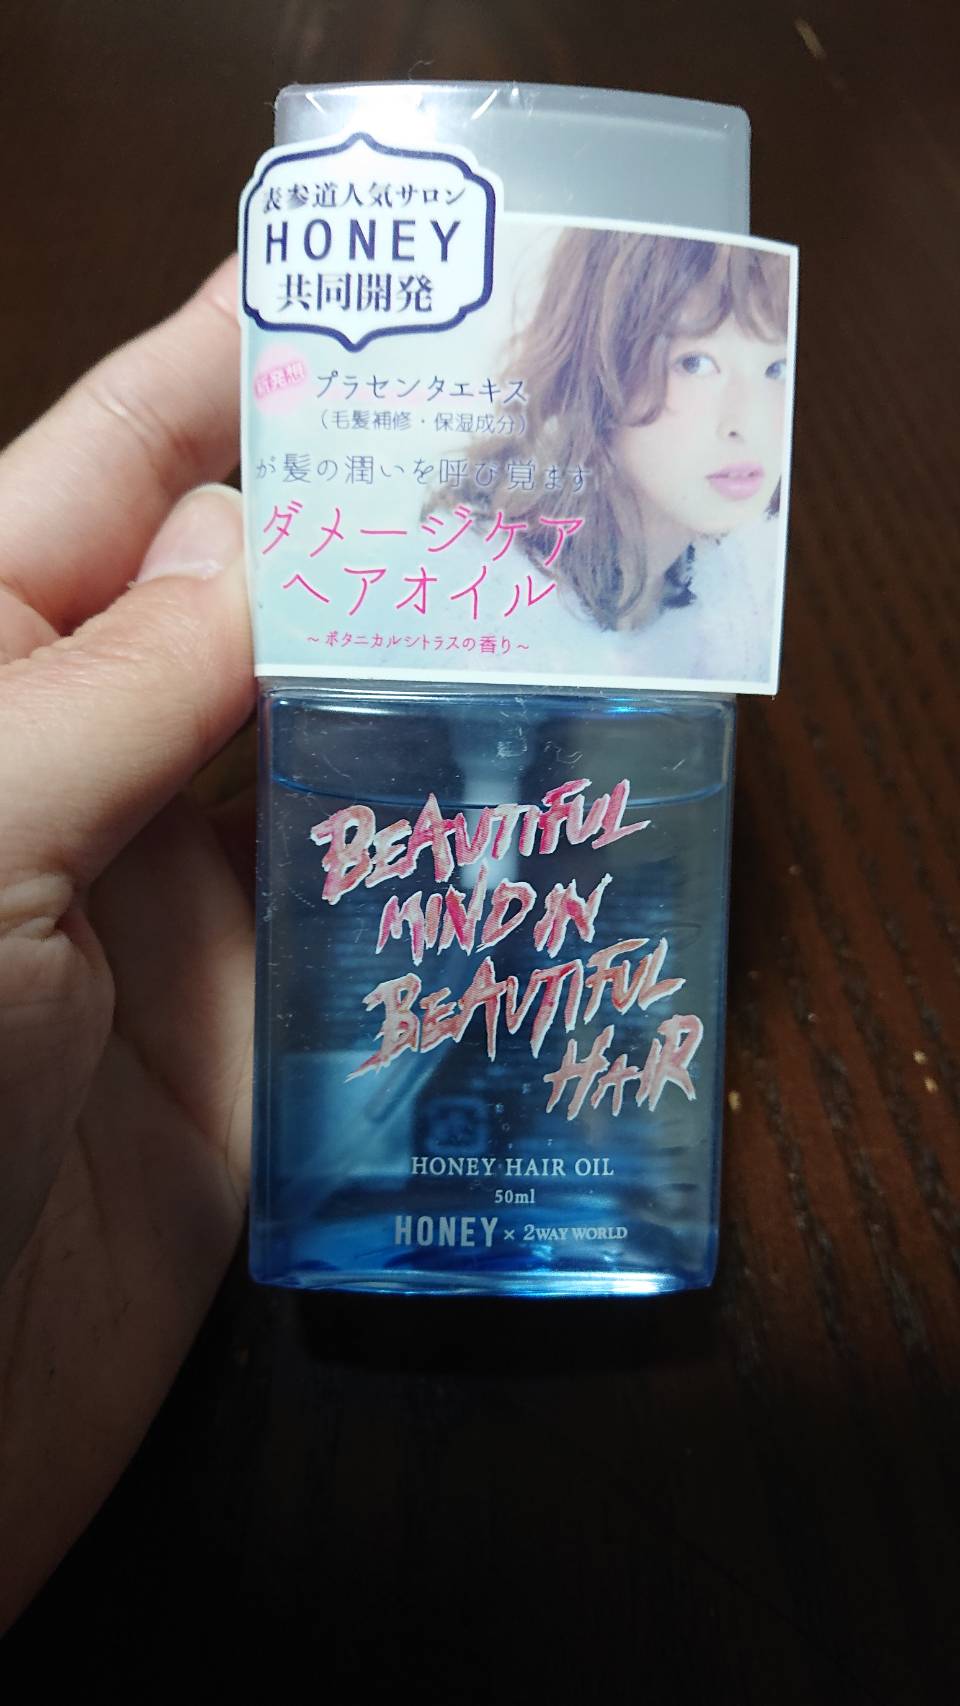 表参道人気サロン
HONEY
共同開発
新発想
プラセンタエキス
（毛髪補修・保湿成分）
が髪の潤いを呼び覚ます
ダメージケア
ヘアオイル
～ボタニカルシトラスの香り～
BEAUTIFUL
MIND IN
BEAUTIFUL
HAIR
HONEY HAIR OIL
50ml
HONEY × 2WAY WORLD